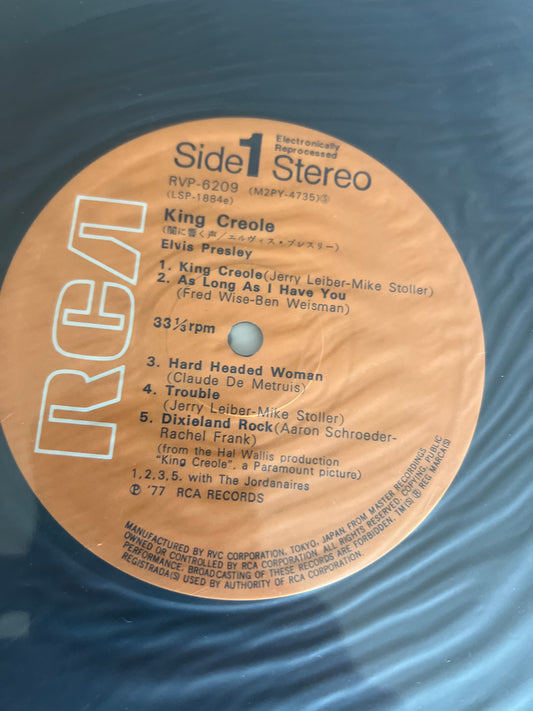 RCA
Side 1 Electronically
Reprocessed
Stereo
RVP-6209 (M2PY-4735)Ⓢ
(LSP-1884e)
King Creole
(闇に響く声/エルヴィス・プレスリー)
Elvis Presley
1. King Creole(Jerry Leiber-Mike Stoller)
2. As Long As I Have You
(Fred Wise-Ben Weisman)
33 1/3 rpm
3. Hard Headed Woman
(Claude De Metruis)
4. Trouble
(Jerry Leiber-Mike Stoller)
5. Dixieland Rock(Aaron Schroeder-
Rachel Frank)
(from the Hal Wallis production
"King Creole", a Paramount picture)
1,2,3,5, with The Jordanaires
Ⓟ '77 RCA RECORDS
MANUFACTURED BY RVC CORPORATION, TOKYO, JAPAN FROM MASTER RECORDINGS
OWNED OR CONTROLLED BY RCA CORPORATION. ALL RIGHTS RESERVED, COPYING, PUBLIC
PERFORMANCE; BROADCASTING OF THESE RECORDS ARE FORBIDDEN. TM(S) Ⓡ REG. MARCA(S)
REGISTRADA(S) USED BY AUTHORITY OF RCA CORPORATION.